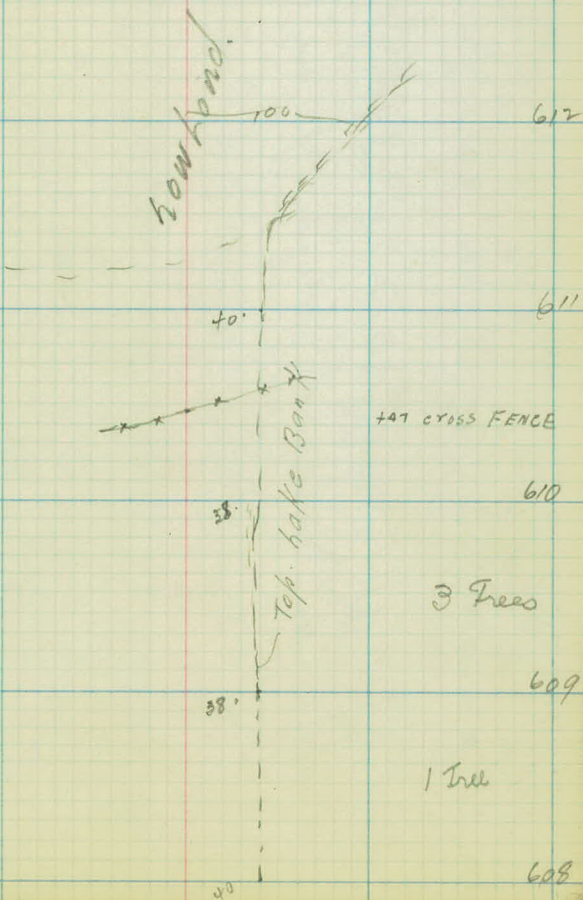 Low Land.
100
612
611
40'
+47 cross FENCE
610
38'
Top. Lake Bank
3 Trees
609
38'
1 Tree
608
40